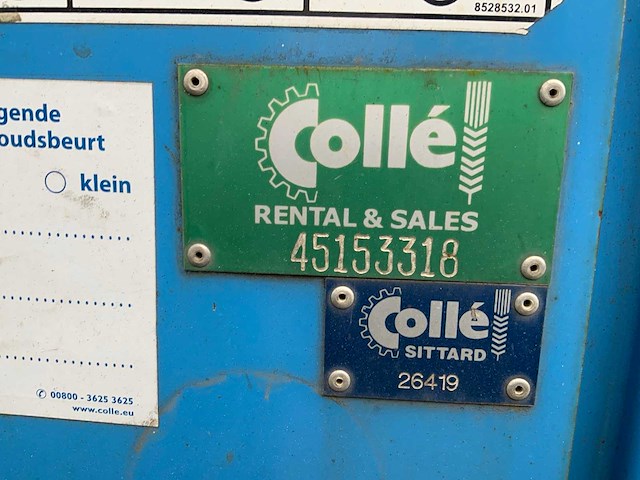 8528532.01
gende
oudsbeurt
klein
✆ 00800 - 3625 3625
www.colle.eu
Collé
RENTAL & SALES
45153318
Collé
SITTARD
26419